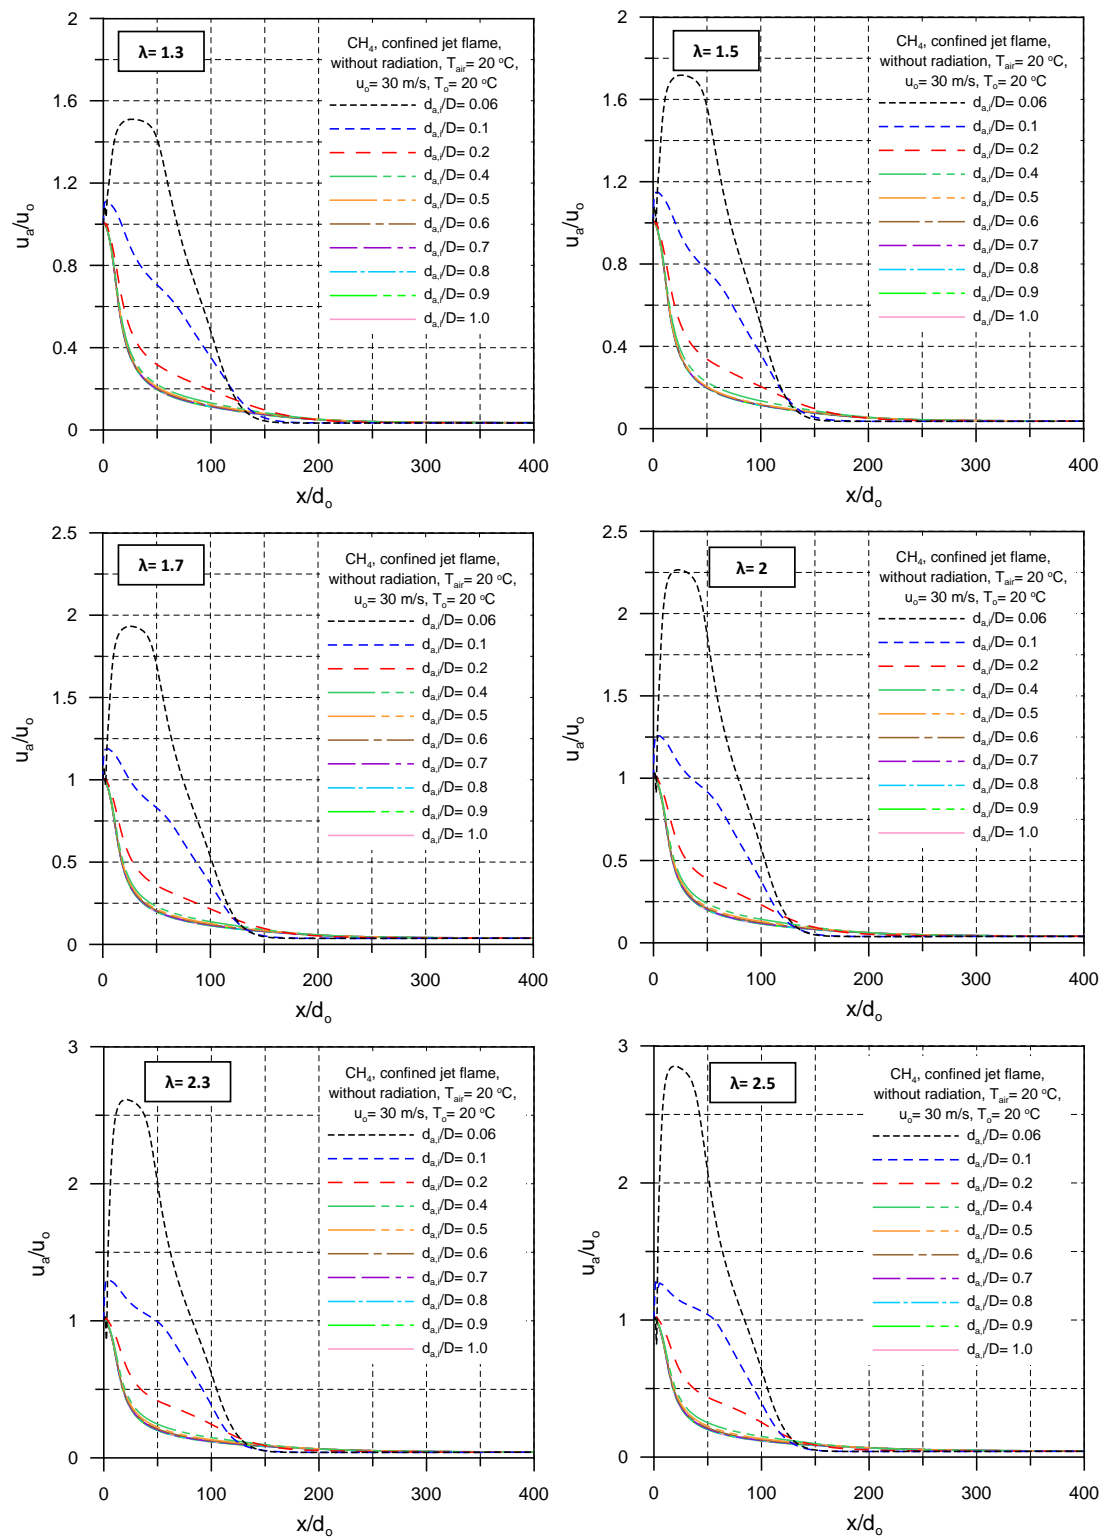 λ= 1.3
CH₄, confined jet flame,
without radiation, Tair= 20 °C,
uo= 30 m/s, To= 20 °C
da,i/D= 0.06
da,i/D= 0.1
da,i/D= 0.2
da,i/D= 0.4
da,i/D= 0.5
da,i/D= 0.6
da,i/D= 0.7
da,i/D= 0.8
da,i/D= 0.9
da,i/D= 1.0
2
1.6
1.2
0.8
0.4
0
ua/uo
0 100 200 300 400
x/do
λ= 1.5
CH₄, confined jet flame,
without radiation, Tair= 20 °C,
uo= 30 m/s, To= 20 °C
da,i/D= 0.06
da,i/D= 0.1
da,i/D= 0.2
da,i/D= 0.4
da,i/D= 0.5
da,i/D= 0.6
da,i/D= 0.7
da,i/D= 0.8
da,i/D= 0.9
da,i/D= 1.0
2
1.6
1.2
0.8
0.4
0
ua/uo
0 100 200 300 400
x/do
λ= 1.7
CH₄, confined jet flame,
without radiation, Tair= 20 °C,
uo= 30 m/s, To= 20 °C
da,i/D= 0.06
da,i/D= 0.1
da,i/D= 0.2
da,i/D= 0.4
da,i/D= 0.5
da,i/D= 0.6
da,i/D= 0.7
da,i/D= 0.8
da,i/D= 0.9
da,i/D= 1.0
2.5
2
1.5
1
0.5
0
ua/uo
0 100 200 300 400
x/do
λ= 2
CH₄, confined jet flame,
without radiation, Tair= 20 °C,
uo= 30 m/s, To= 20 °C
da,i/D= 0.06
da,i/D= 0.1
da,i/D= 0.2
da,i/D= 0.4
da,i/D= 0.5
da,i/D= 0.6
da,i/D= 0.7
da,i/D= 0.8
da,i/D= 0.9
da,i/D= 1.0
2.5
2
1.5
1
0.5
0
ua/uo
0 100 200 300 400
x/do
λ= 2.3
CH₄, confined jet flame,
without radiation, Tair= 20 °C,
uo= 30 m/s, To= 20 °C
da,i/D= 0.06
da,i/D= 0.1
da,i/D= 0.2
da,i/D= 0.4
da,i/D= 0.5
da,i/D= 0.6
da,i/D= 0.7
da,i/D= 0.8
da,i/D= 0.9
da,i/D= 1.0
3
2
1
0
ua/uo
0 100 200 300 400
x/do
λ= 2.5
CH₄, confined jet flame,
without radiation, Tair= 20 °C,
uo= 30 m/s, To= 20 °C
da,i/D= 0.06
da,i/D= 0.1
da,i/D= 0.2
da,i/D= 0.4
da,i/D= 0.5
da,i/D= 0.6
da,i/D= 0.7
da,i/D= 0.8
da,i/D= 0.9
da,i/D= 1.0
3
2
1
0
ua/uo
0 100 200 300 400
x/do